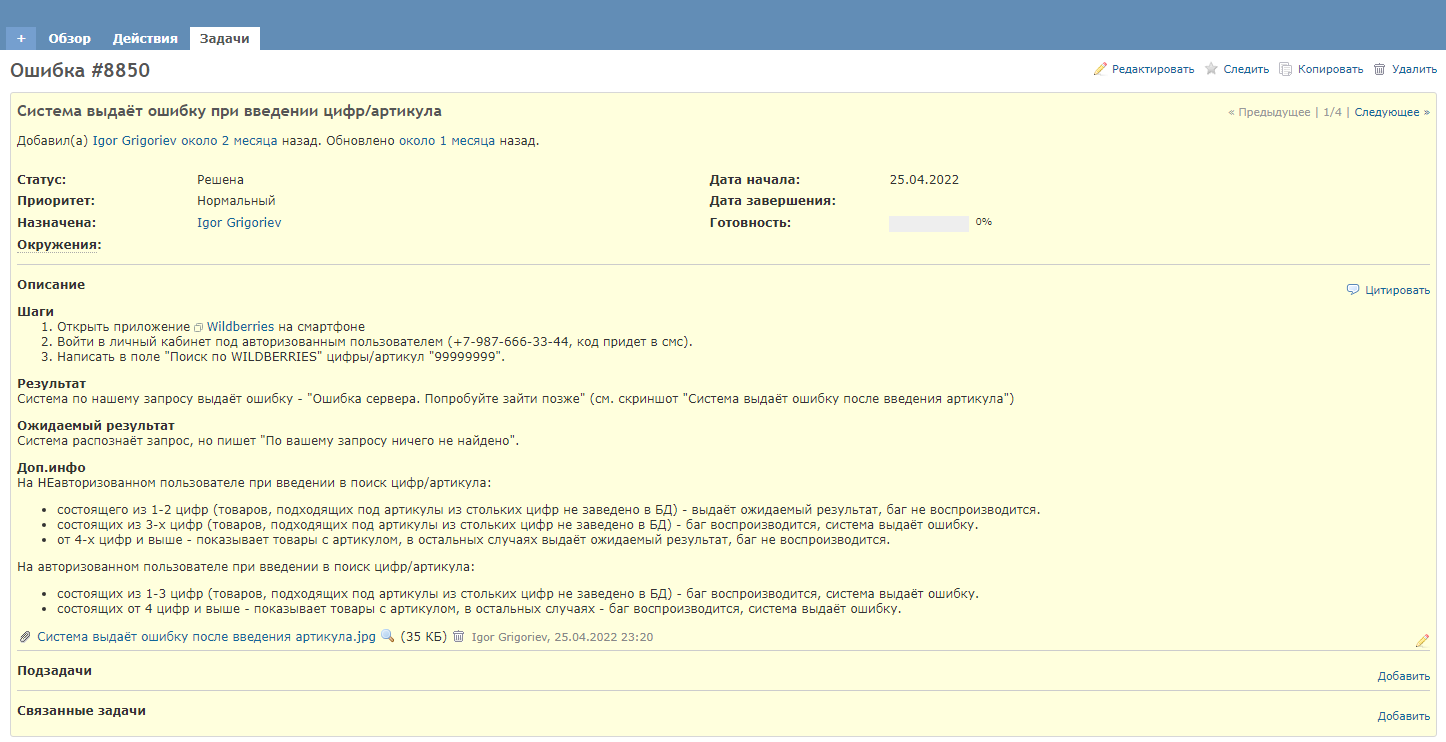 + Обзор Действия Задачи
Ошибка #8850
Редактировать Следить Копировать Удалить
Система выдаёт ошибку при введении цифр/артикула
« Предыдущее | 1/4 | Следующее »
Добавил(а) Igor Grigoriev около 2 месяца назад. Обновлено около 1 месяца назад.
Статус: Решена Дата начала: 25.04.2022
Приоритет: Нормальный Дата завершения:
Назначена: Igor Grigoriev Готовность: 0%
Окружения:
Описание
Цитировать
Шаги
1. Открыть приложение Wildberries на смартфоне
2. Войти в личный кабинет под авторизованным пользователем (+7-987-666-33-44, код придет в смс).
3. Написать в поле "Поиск по WILDBERRIES" цифры/артикул "99999999".
Результат
Система по нашему запросу выдаёт ошибку - "Ошибка сервера. Попробуйте зайти позже" (см. скриншот "Система выдаёт ошибку после введения артикула")
Ожидаемый результат
Система распознаёт запрос, но пишет "По вашему запросу ничего не найдено".
Доп.инфо
На НЕавторизованном пользователе при введении в поиск цифр/артикула:
• состоящего из 1-2 цифр (товаров, подходящих под артикулы из стольких цифр не заведено в БД) - выдаёт ожидаемый результат, баг не воспроизводится.
• состоящих из 3-х цифр (товаров, подходящих под артикулы из стольких цифр не заведено в БД) - баг воспроизводится, система выдаёт ошибку.
• от 4-х цифр и выше - показывает товары с артикулом, в остальных случаях выдаёт ожидаемый результат, баг не воспроизводится.
На авторизованном пользователе при введении в поиск цифр/артикула:
• состоящих из 1-3 цифр (товаров, подходящих под артикулы из стольких цифр не заведено в БД) - баг воспроизводится, система выдаёт ошибку.
• состоящих от 4 цифр и выше - показывает товары с артикулом, в остальных случаях - баг воспроизводится, система выдаёт ошибку.
Система выдаёт ошибку после введения артикула.jpg (35 КБ) Igor Grigoriev, 25.04.2022 23:20
Подзадачи
Добавить
Связанные задачи
Добавить